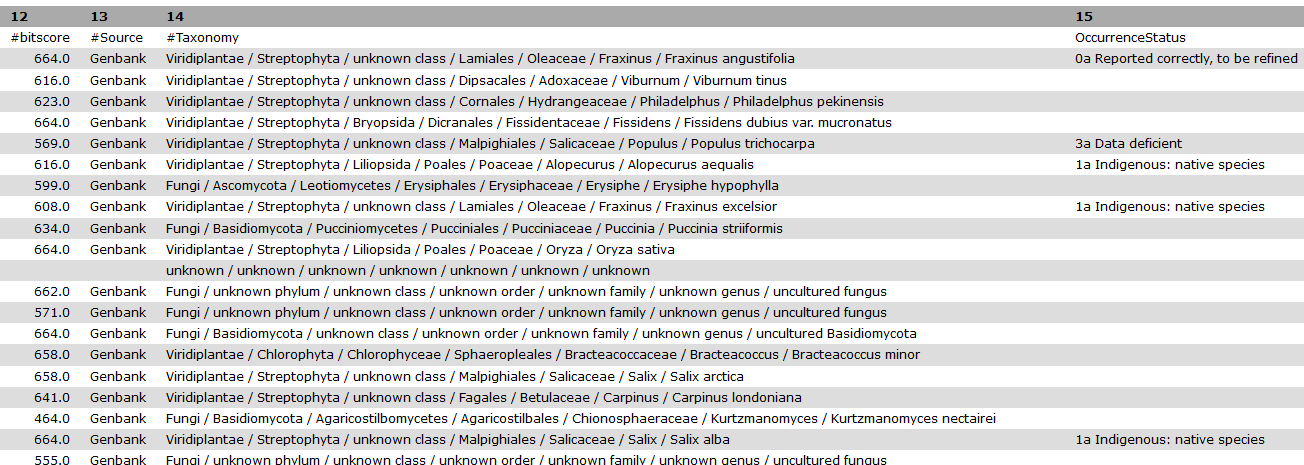 12 13 14 15
#bitscore #Source #Taxonomy OccurrenceStatus
664.0 Genbank Viridiplantae / Streptophyta / unknown class / Lamiales / Oleaceae / Fraxinus / Fraxinus angustifolia 0a Reported correctly, to be refined
616.0 Genbank Viridiplantae / Streptophyta / unknown class / Dipsacales / Adoxaceae / Viburnum / Viburnum tinus
623.0 Genbank Viridiplantae / Streptophyta / unknown class / Cornales / Hydrangeaceae / Philadelphus / Philadelphus pekinensis
664.0 Genbank Viridiplantae / Streptophyta / Bryopsida / Dicranales / Fissidentaceae / Fissidens / Fissidens dubius var. mucronatus
569.0 Genbank Viridiplantae / Streptophyta / unknown class / Malpighiales / Salicaceae / Populus / Populus trichocarpa 3a Data deficient
616.0 Genbank Viridiplantae / Streptophyta / Liliopsida / Poales / Poaceae / Alopecurus / Alopecurus aequalis 1a Indigenous: native species
599.0 Genbank Fungi / Ascomycota / Leotiomycetes / Erysiphales / Erysiphaceae / Erysiphe / Erysiphe hypophylla
608.0 Genbank Viridiplantae / Streptophyta / unknown class / Lamiales / Oleaceae / Fraxinus / Fraxinus excelsior 1a Indigenous: native species
634.0 Genbank Fungi / Basidiomycota / Pucciniomycetes / Pucciniales / Pucciniaceae / Puccinia / Puccinia striiformis
664.0 Genbank Viridiplantae / Streptophyta / Liliopsida / Poales / Poaceae / Oryza / Oryza sativa
unknown / unknown / unknown / unknown / unknown / unknown / unknown
662.0 Genbank Fungi / unknown phylum / unknown class / unknown order / unknown family / unknown genus / uncultured fungus
571.0 Genbank Fungi / unknown phylum / unknown class / unknown order / unknown family / unknown genus / uncultured fungus
664.0 Genbank Fungi / Basidiomycota / unknown class / unknown order / unknown family / unknown genus / uncultured Basidiomycota
658.0 Genbank Viridiplantae / Chlorophyta / Chlorophyceae / Sphaeropleales / Bracteacoccaceae / Bracteacoccus / Bracteacoccus minor
658.0 Genbank Viridiplantae / Streptophyta / unknown class / Malpighiales / Salicaceae / Salix / Salix arctica
641.0 Genbank Viridiplantae / Streptophyta / unknown class / Fagales / Betulaceae / Carpinus / Carpinus londoniana
464.0 Genbank Fungi / Basidiomycota / Agaricostilbomycetes / Agaricostilbales / Chionosphaeraceae / Kurtzmanomyces / Kurtzmanomyces nectairei
664.0 Genbank Viridiplantae / Streptophyta / unknown class / Malpighiales / Salicaceae / Salix / Salix alba 1a Indigenous: native species
555.0 Genbank Fungi / unknown phylum / unknown class / unknown order / unknown family / unknown genus / uncultured fungus